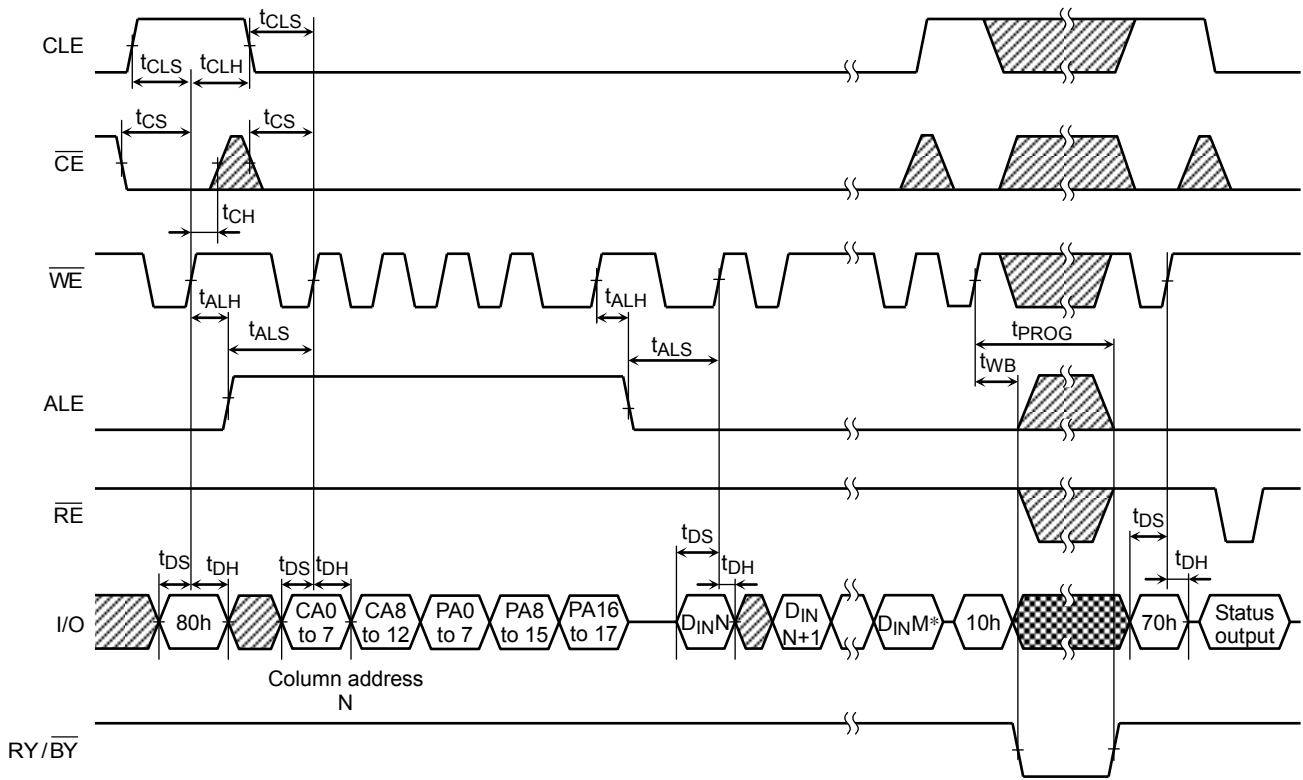 CLE
tCLS
tCLS
tCLH
CE
tCS
tCS
tCH
WE
tALH
tALS
tALH
tALS
tPROG
tWB
ALE
RE
tDS
tDH
tDS
tDH
tDS
tDH
tDS
tDH
I/O
80h
CA0
to 7
CA8
to 12
PA0
to 7
PA8
to 15
PA16
to 17
DINN
DIN
N+1
DINM*
10h
70h
Status
output
Column address
N
RY/BY